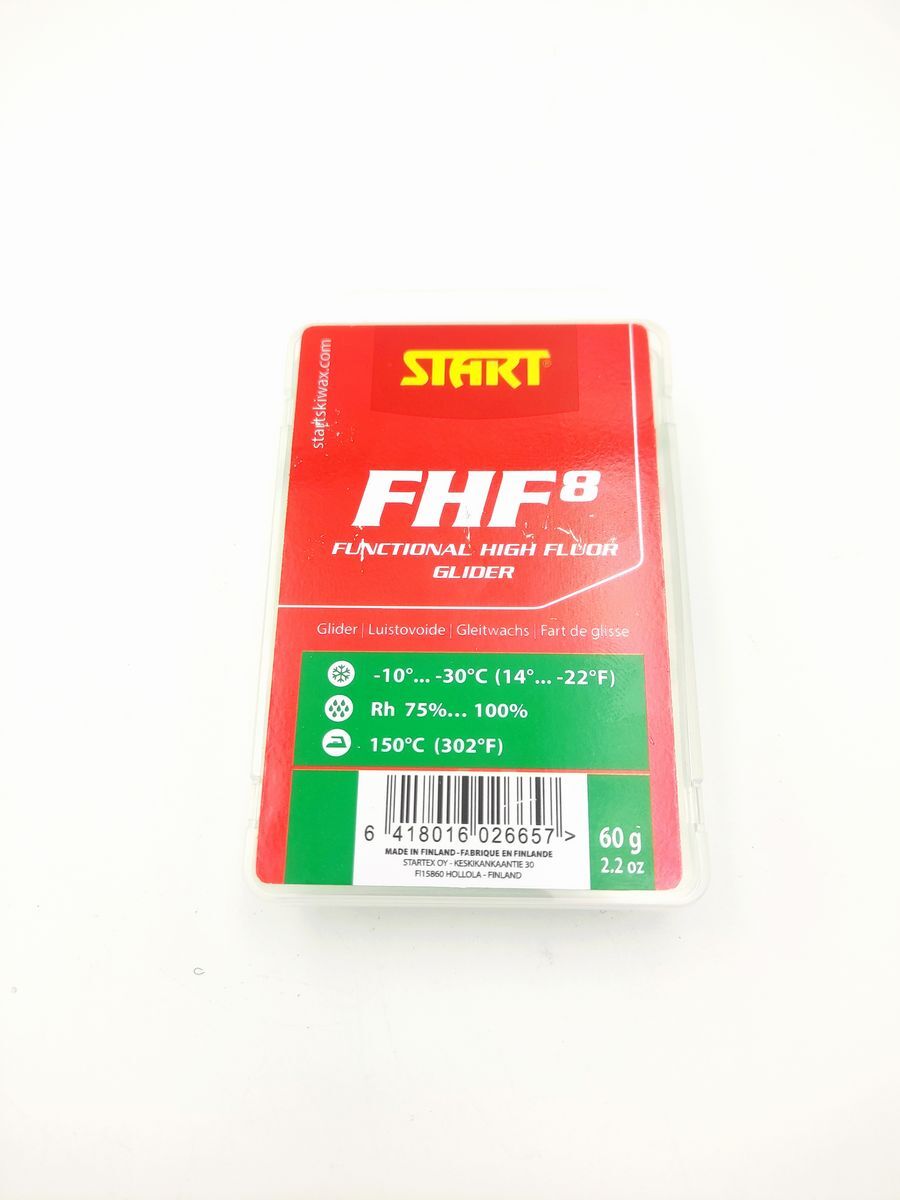 START®
startskiwax.com
FHF8
FUNCTIONAL HIGH FLUOR
GLIDER
Glider | Luistovoide | Gleitwachs | Fart de glisse
-10°... -30°C (14°... -22°F)
Rh 75%... 100%
150°C (302°F)
6 418016 026657 >
MADE IN FINLAND-FABRIQUE EN FINLANDE
STARTEX OY - KESKIKANKAANTIE 30
FI15860 HOLLOLA - FINLAND
60 g
2.2 oz